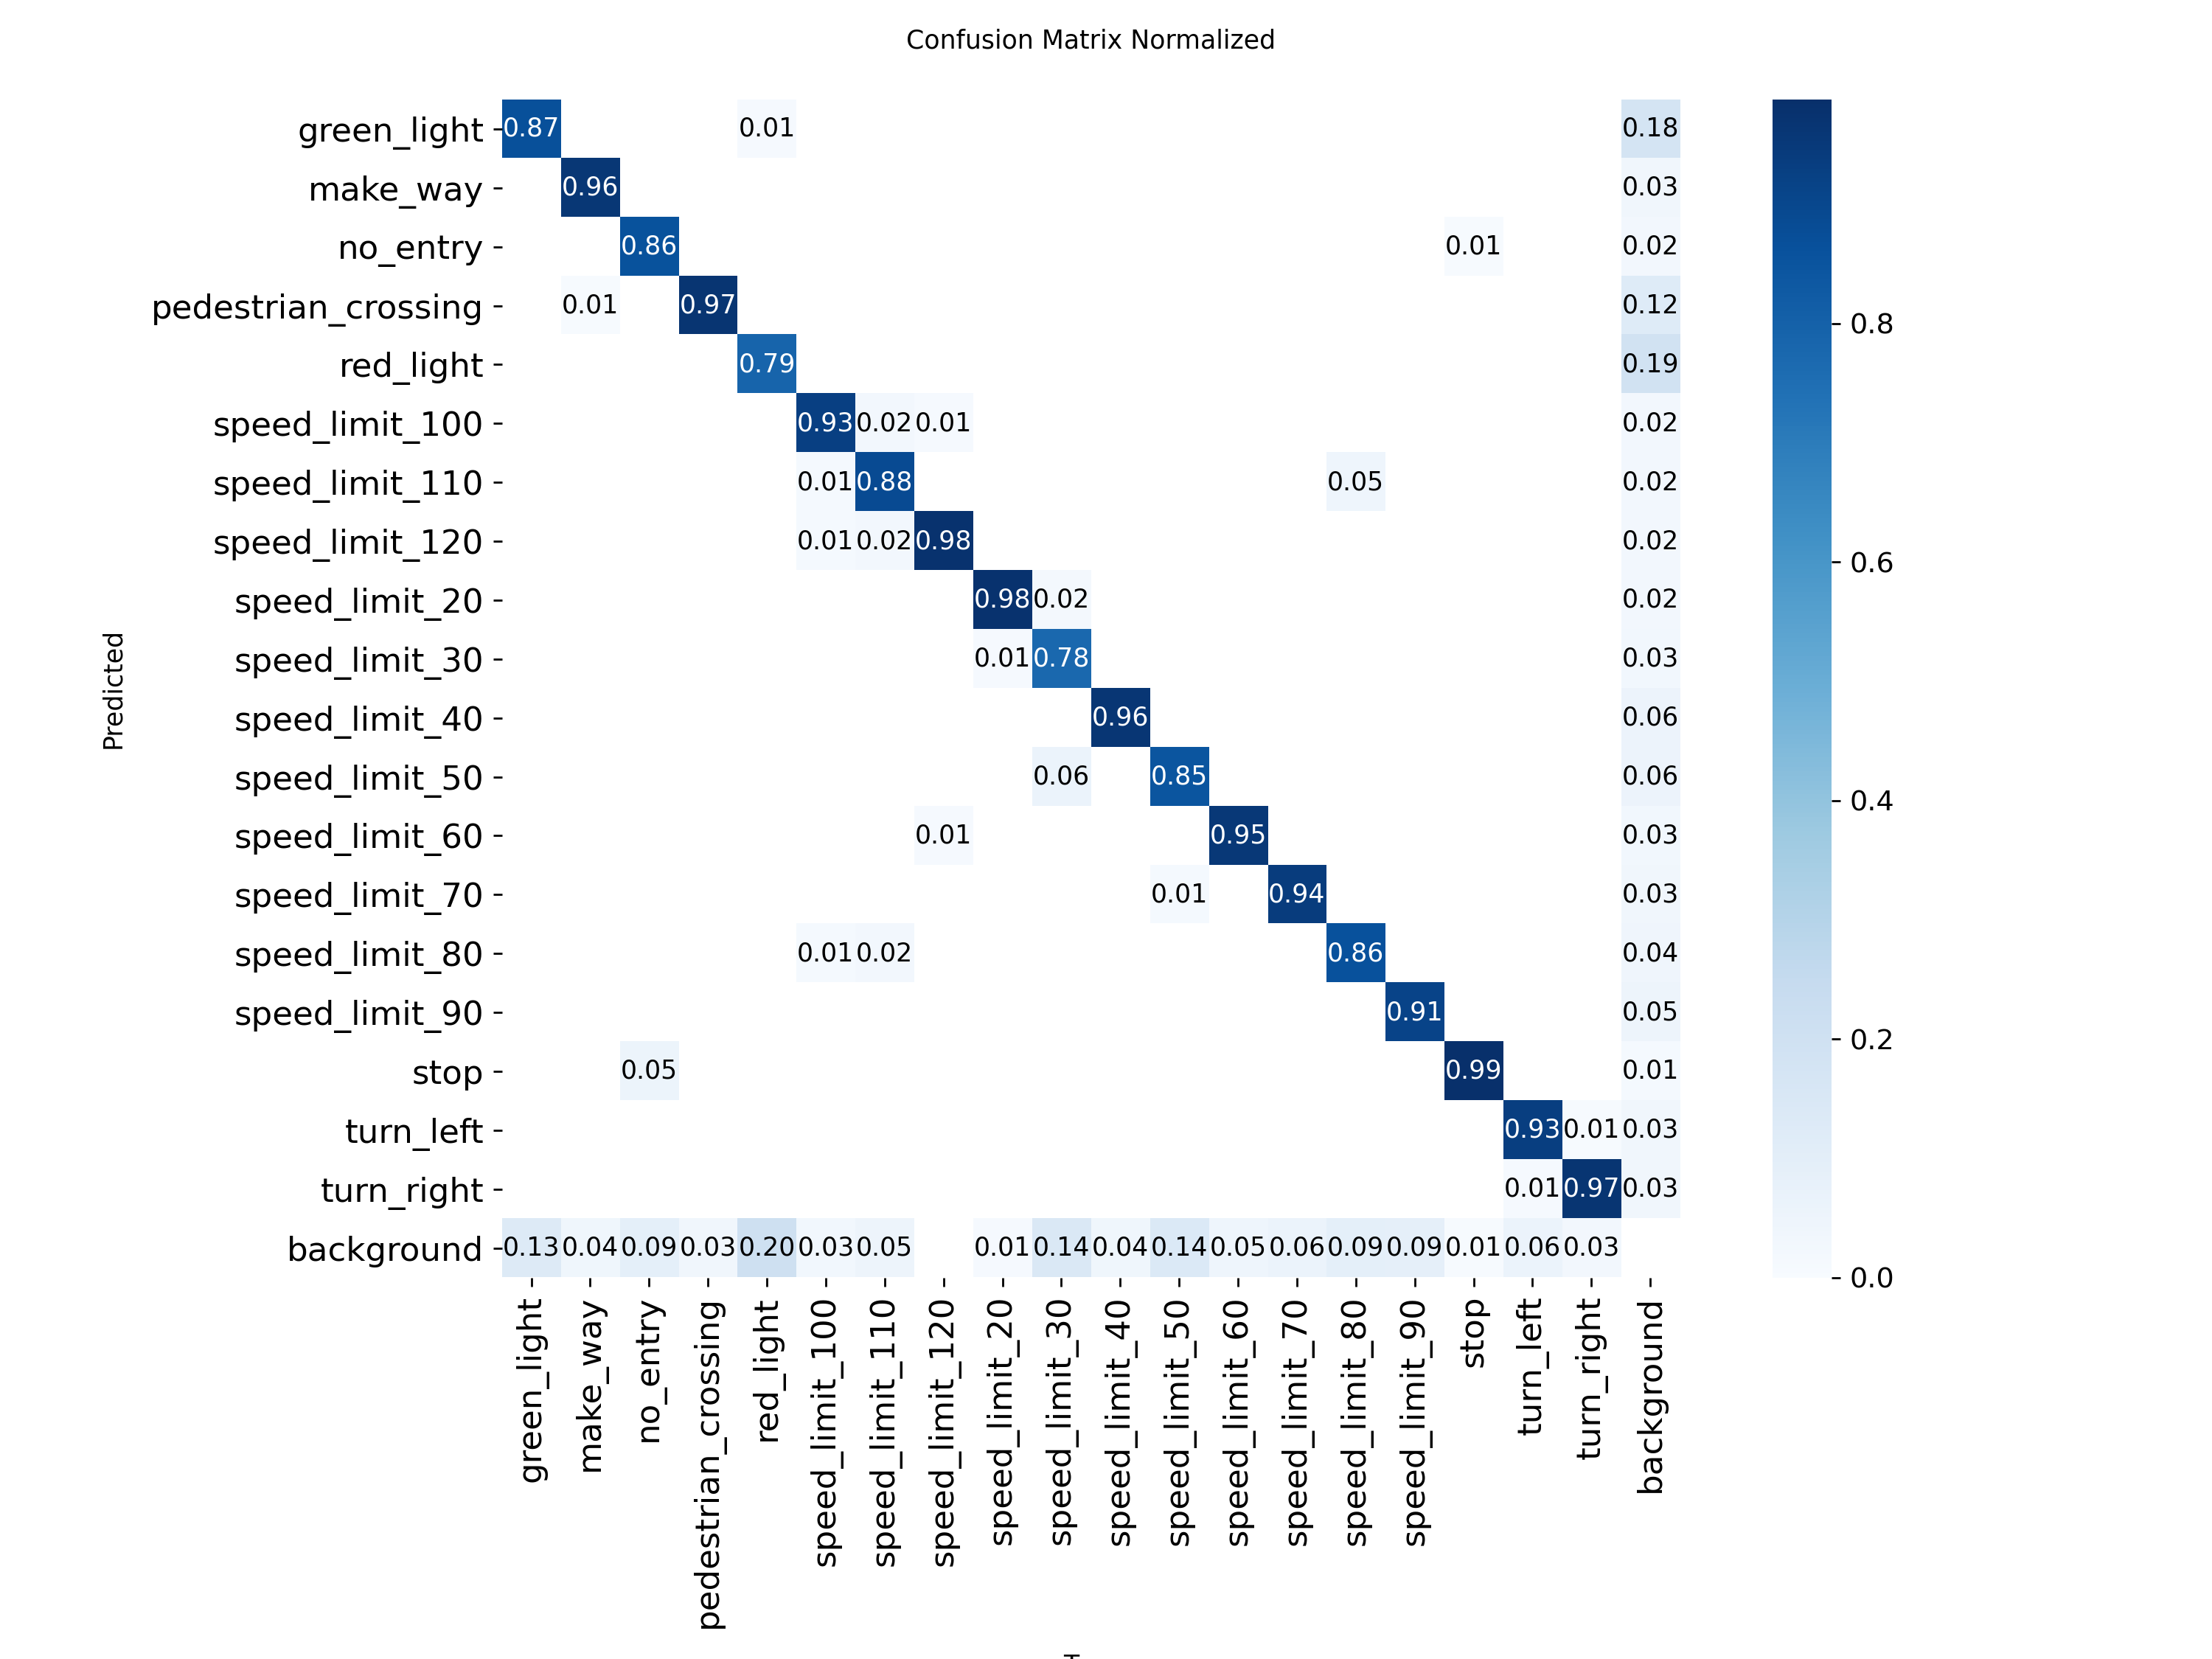 Confusion Matrix Normalized
green_light 0.87 0.01 0.18
make_way 0.96 0.03
no_entry 0.86 0.01 0.02
pedestrian_crossing 0.01 0.97 0.12
red_light 0.79 0.19
speed_limit_100 0.93 0.02 0.01 0.02
speed_limit_110 0.01 0.88 0.05 0.02
speed_limit_120 0.01 0.02 0.98 0.02
speed_limit_20 0.98 0.02 0.02
speed_limit_30 0.01 0.78 0.03
speed_limit_40 0.96 0.06
speed_limit_50 0.06 0.85 0.06
speed_limit_60 0.01 0.95 0.03
speed_limit_70 0.01 0.94 0.03
speed_limit_80 0.01 0.02 0.86 0.04
speed_limit_90 0.91 0.05
stop 0.05 0.99 0.01
turn_left 0.93 0.01 0.03
turn_right 0.01 0.97 0.03
background 0.13 0.04 0.09 0.03 0.20 0.03 0.05 0.01 0.14 0.04 0.14 0.05 0.06 0.09 0.09 0.01 0.06 0.03
Predicted
green_light
make_way
no_entry
pedestrian_crossing
red_light
speed_limit_100
speed_limit_110
speed_limit_120
speed_limit_20
speed_limit_30
speed_limit_40
speed_limit_50
speed_limit_60
speed_limit_70
speed_limit_80
speed_limit_90
stop
turn_left
turn_right
background
0.8
0.6
0.4
0.2
0.0